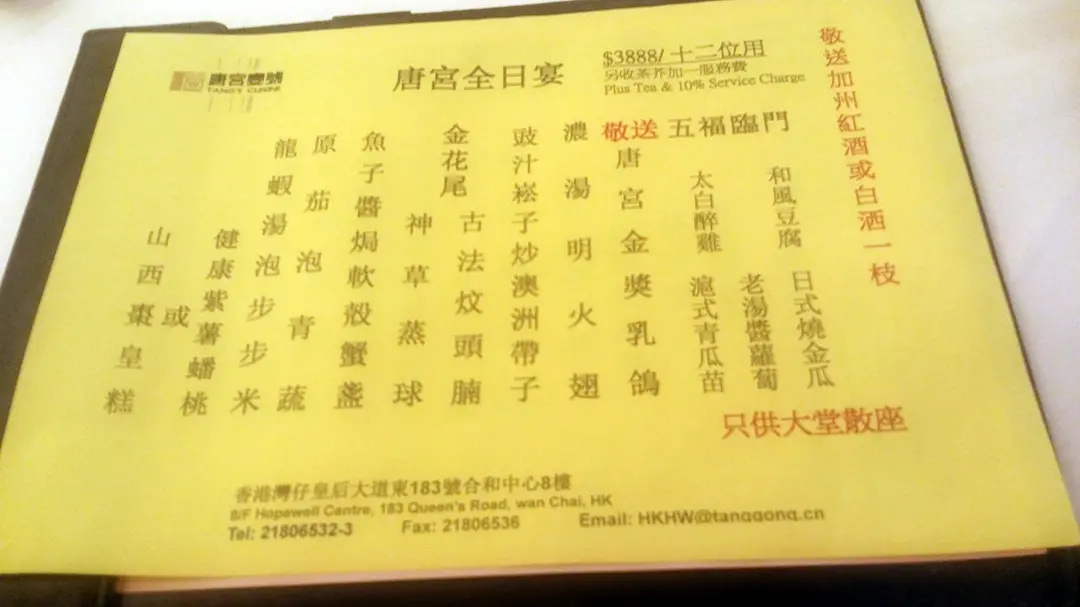 唐宮壹號
TANG'S CUISINE
唐宮全日宴
$3888/ 十二位用
另收茶芥加一服務費
Plus Tea & 10% Service Charge
敬送加州紅酒或白酒一枝
敬送 五福臨門
和風豆腐
太白醉雞
日式燒金瓜
老湯醬蘿蔔
滬式青瓜苗
唐宮金獎乳鴿
濃湯明火翅
豉汁崧子炒澳洲帶子
金花尾
古法炆頭腩
神草蒸球
魚子醬焗軟殼蟹盞
原茄泡青蔬
龍蝦湯泡步步米
健康紫薯蟠桃
或
山西棗皇糕
只供大堂散座
香港灣仔皇后大道東183號合和中心8樓
8/F Hopewell Centre, 183 Queen's Road, wan Chai, HK
Tel: 21806532-3 Fax: 21806536 Email: HKHW@tanggong.cn